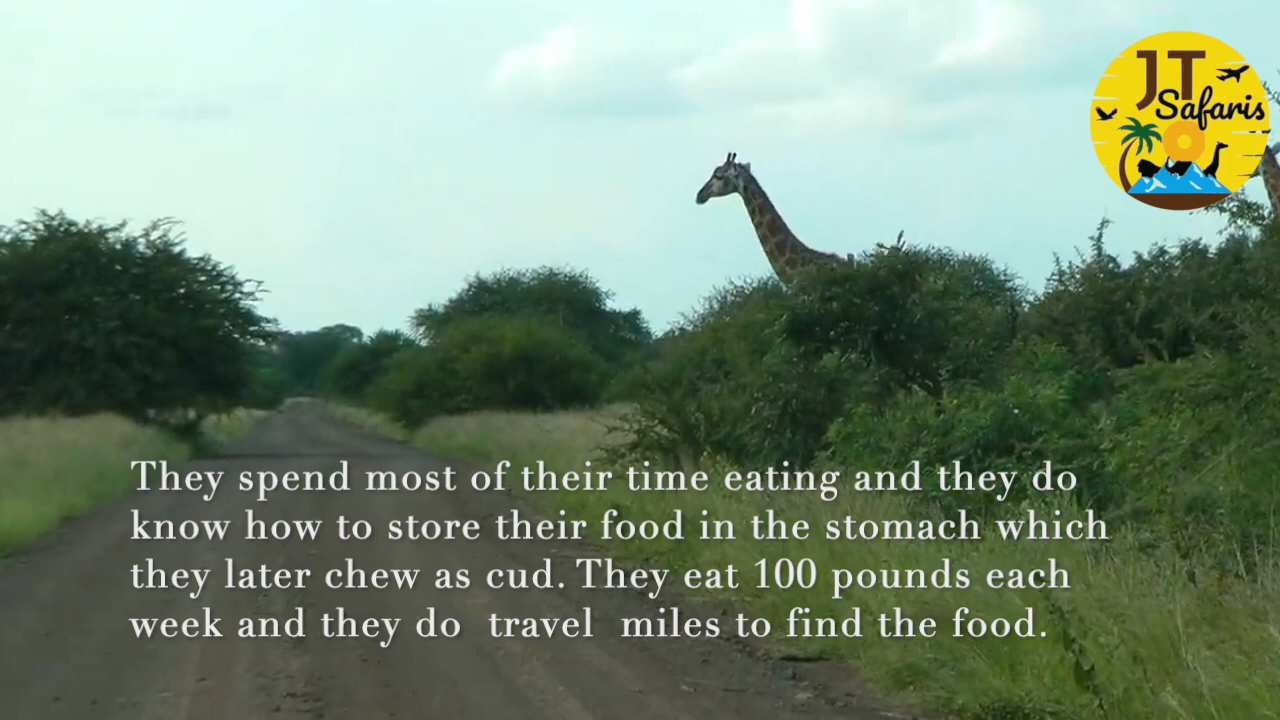 JT
Safaris
They spend most of their time eating and they do
know how to store their food in the stomach which
they later chew as cud. They eat 100 pounds each
week and they do  travel  miles to find the food.